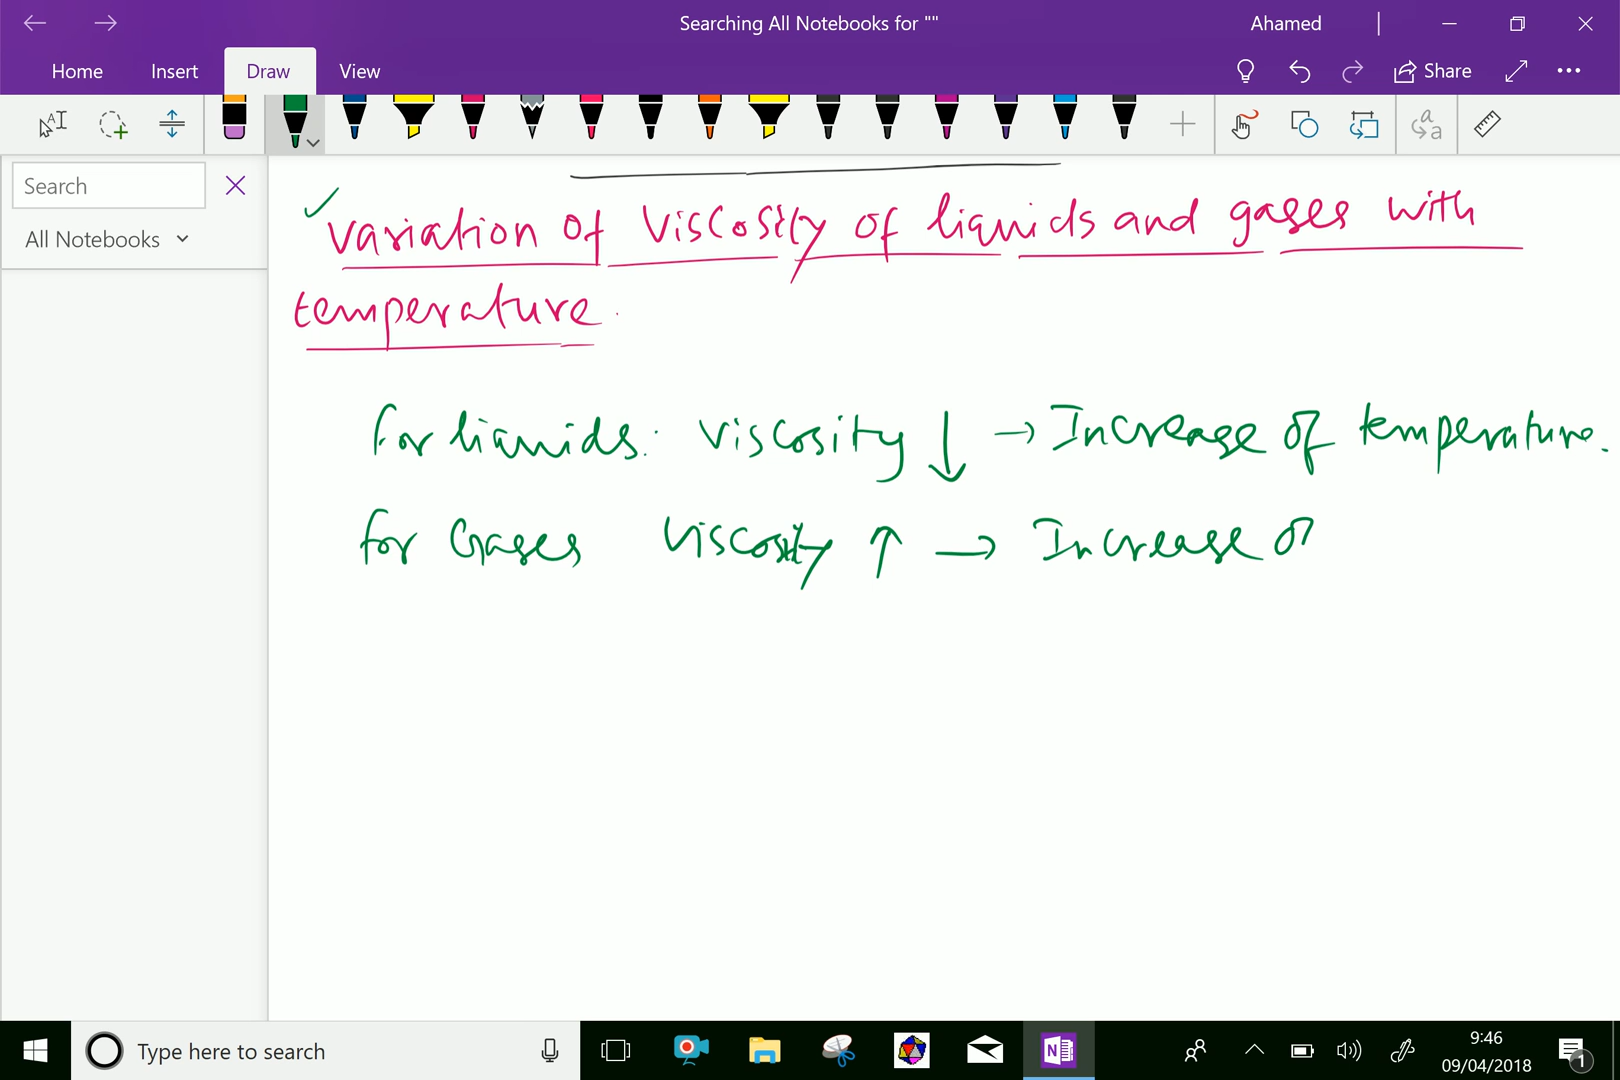 Searching All Notebooks for ""
Ahamed
Home Insert Draw View
Share
Search
All Notebooks
Variation of Viscosity of liquids and gases with
temperature.
For liquids: Viscosity ↓ → Increase of temperature.
for Gases Viscosity ↑ → Increase of
Type here to search
9:46
09/04/2018
1